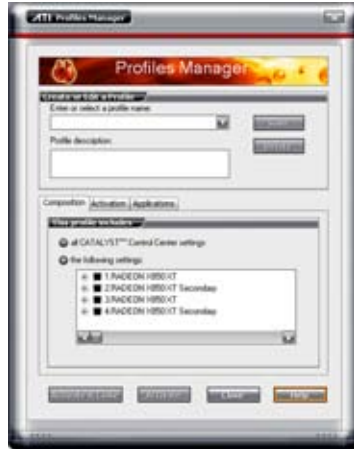 ATI Profiles Manager
Profiles Manager
Create or Edit a Profile
Enter or select a profile name:
Profile description:
Composition Activation Applications
This profile includes
all CATALYST™ Control Center settings
the following settings:
1:RADEON X850 XT
2:RADEON X850 XT Secondary
3:RADEON X850 XT
4:RADEON X850 XT Secondary
Close Help